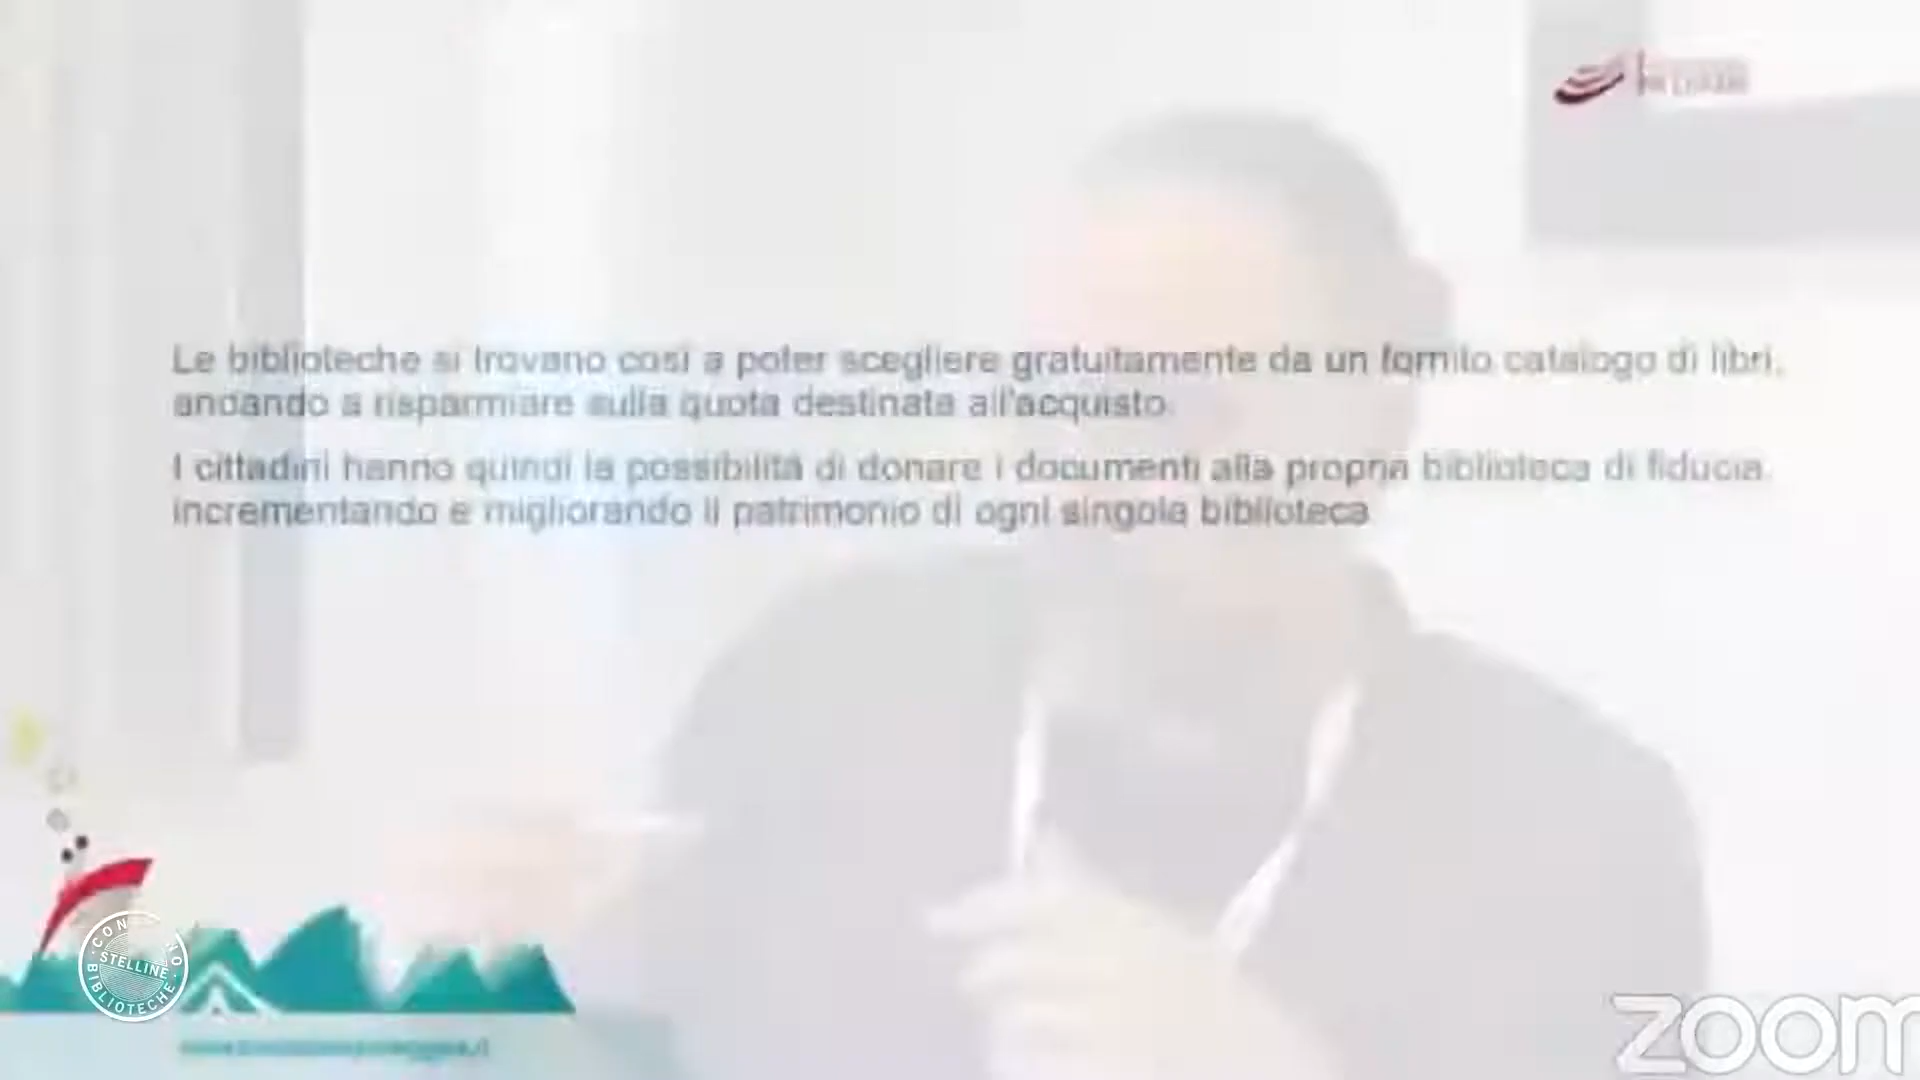 Le biblioteche si trovano così a poter scegliere gratuitamente da un fornito catalogo di libri,
andando a risparmiare sulla quota destinata all'acquisto.
I cittadini hanno quindi la possibilità di donare i documenti alla propria biblioteca di fiducia,
incrementando e migliorando il patrimonio di ogni singola biblioteca
STELLINE
BIBLIOTECHE
zoom